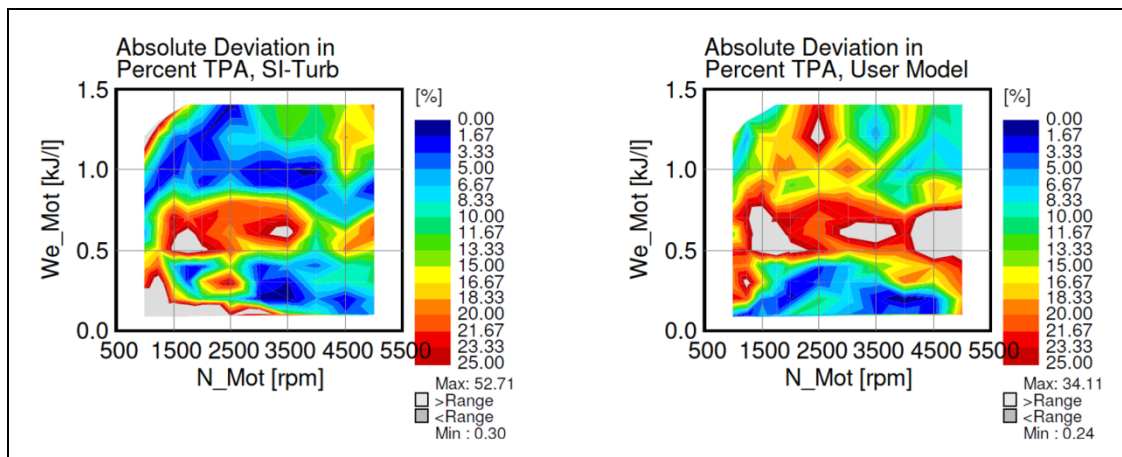 Absolute Deviation in
Percent TPA, SI-Turb
We_Mot [kJ/l]
1.5
1.0
0.5
0.0
500 1500 2500 3500 4500 5500
N_Mot [rpm]
[%]
0.00
1.67
3.33
5.00
6.67
8.33
10.00
11.67
13.33
15.00
16.67
18.33
20.00
21.67
23.33
25.00
Max: 52.71
>Range
<Range
Min : 0.30
Absolute Deviation in
Percent TPA, User Model
We_Mot [kJ/l]
1.5
1.0
0.5
0.0
500 1500 2500 3500 4500 5500
N_Mot [rpm]
[%]
0.00
1.67
3.33
5.00
6.67
8.33
10.00
11.67
13.33
15.00
16.67
18.33
20.00
21.67
23.33
25.00
Max: 34.11
>Range
<Range
Min : 0.24